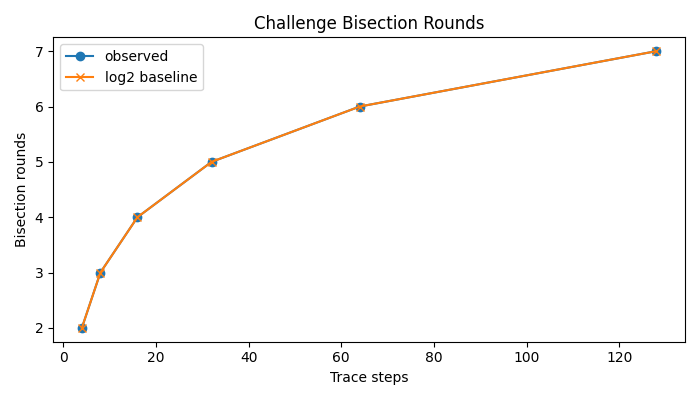 Challenge Bisection Rounds
observed
log2 baseline
Bisection rounds
7
6
5
4
3
2
0 20 40 60 80 100 120
Trace steps